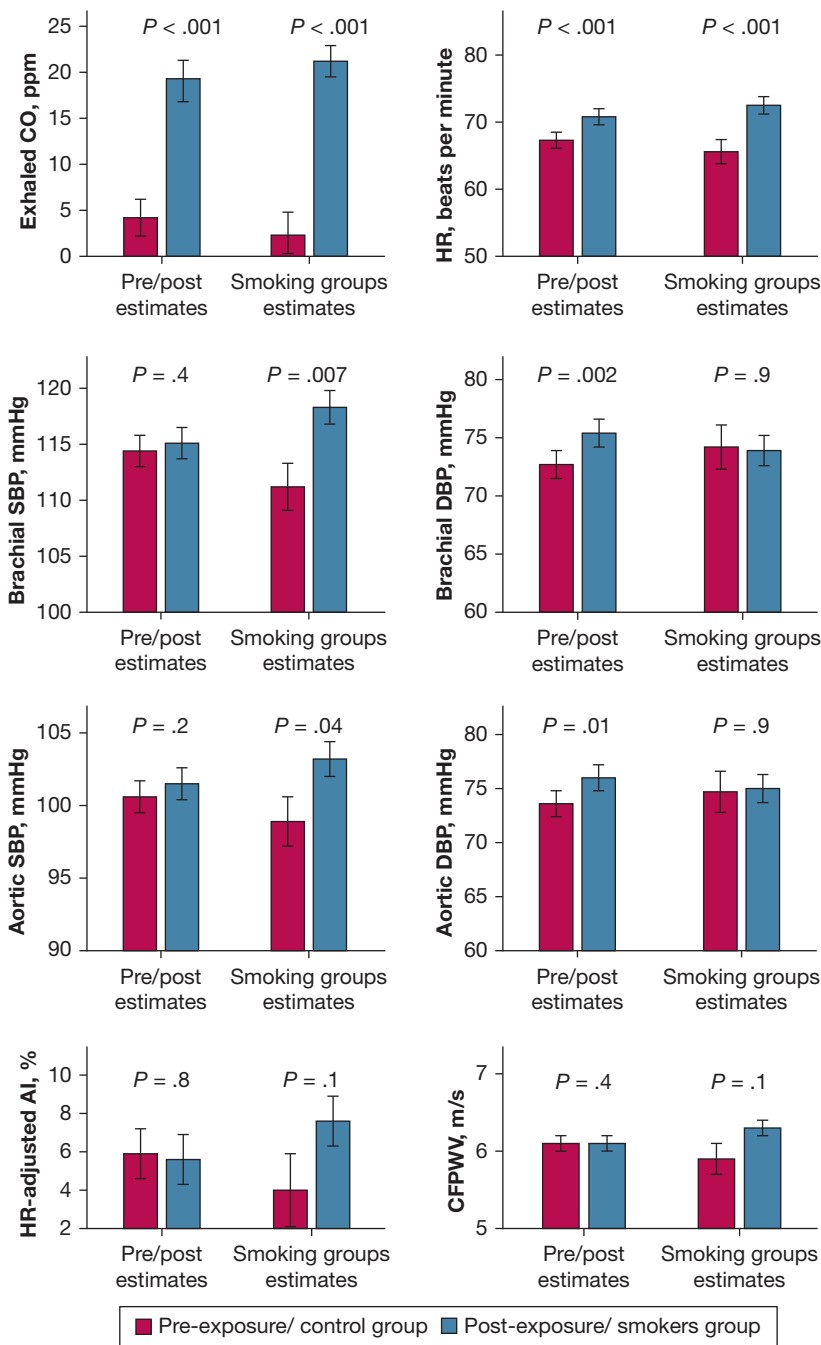 Exhaled CO, ppm
25
20
15
10
5
0
P < .001
P < .001
Pre/post
estimates
Smoking groups
estimates
HR, beats per minute
80
70
60
50
P < .001
P < .001
Pre/post
estimates
Smoking groups
estimates
Brachial SBP, mmHg
120
115
110
105
100
P = .4
P = .007
Pre/post
estimates
Smoking groups
estimates
Brachial DBP, mmHg
80
75
70
65
60
P = .002
P = .9
Pre/post
estimates
Smoking groups
estimates
Aortic SBP, mmHg
105
100
95
90
P = .2
P = .04
Pre/post
estimates
Smoking groups
estimates
Aortic DBP, mmHg
80
75
70
65
60
P = .01
P = .9
Pre/post
estimates
Smoking groups
estimates
HR-adjusted AI, %
10
8
6
4
2
P = .8
P = .1
Pre/post
estimates
Smoking groups
estimates
CFPWV, m/s
7
6
5
P = .4
P = .1
Pre/post
estimates
Smoking groups
estimates
Pre-exposure/ control group
Post-exposure/ smokers group